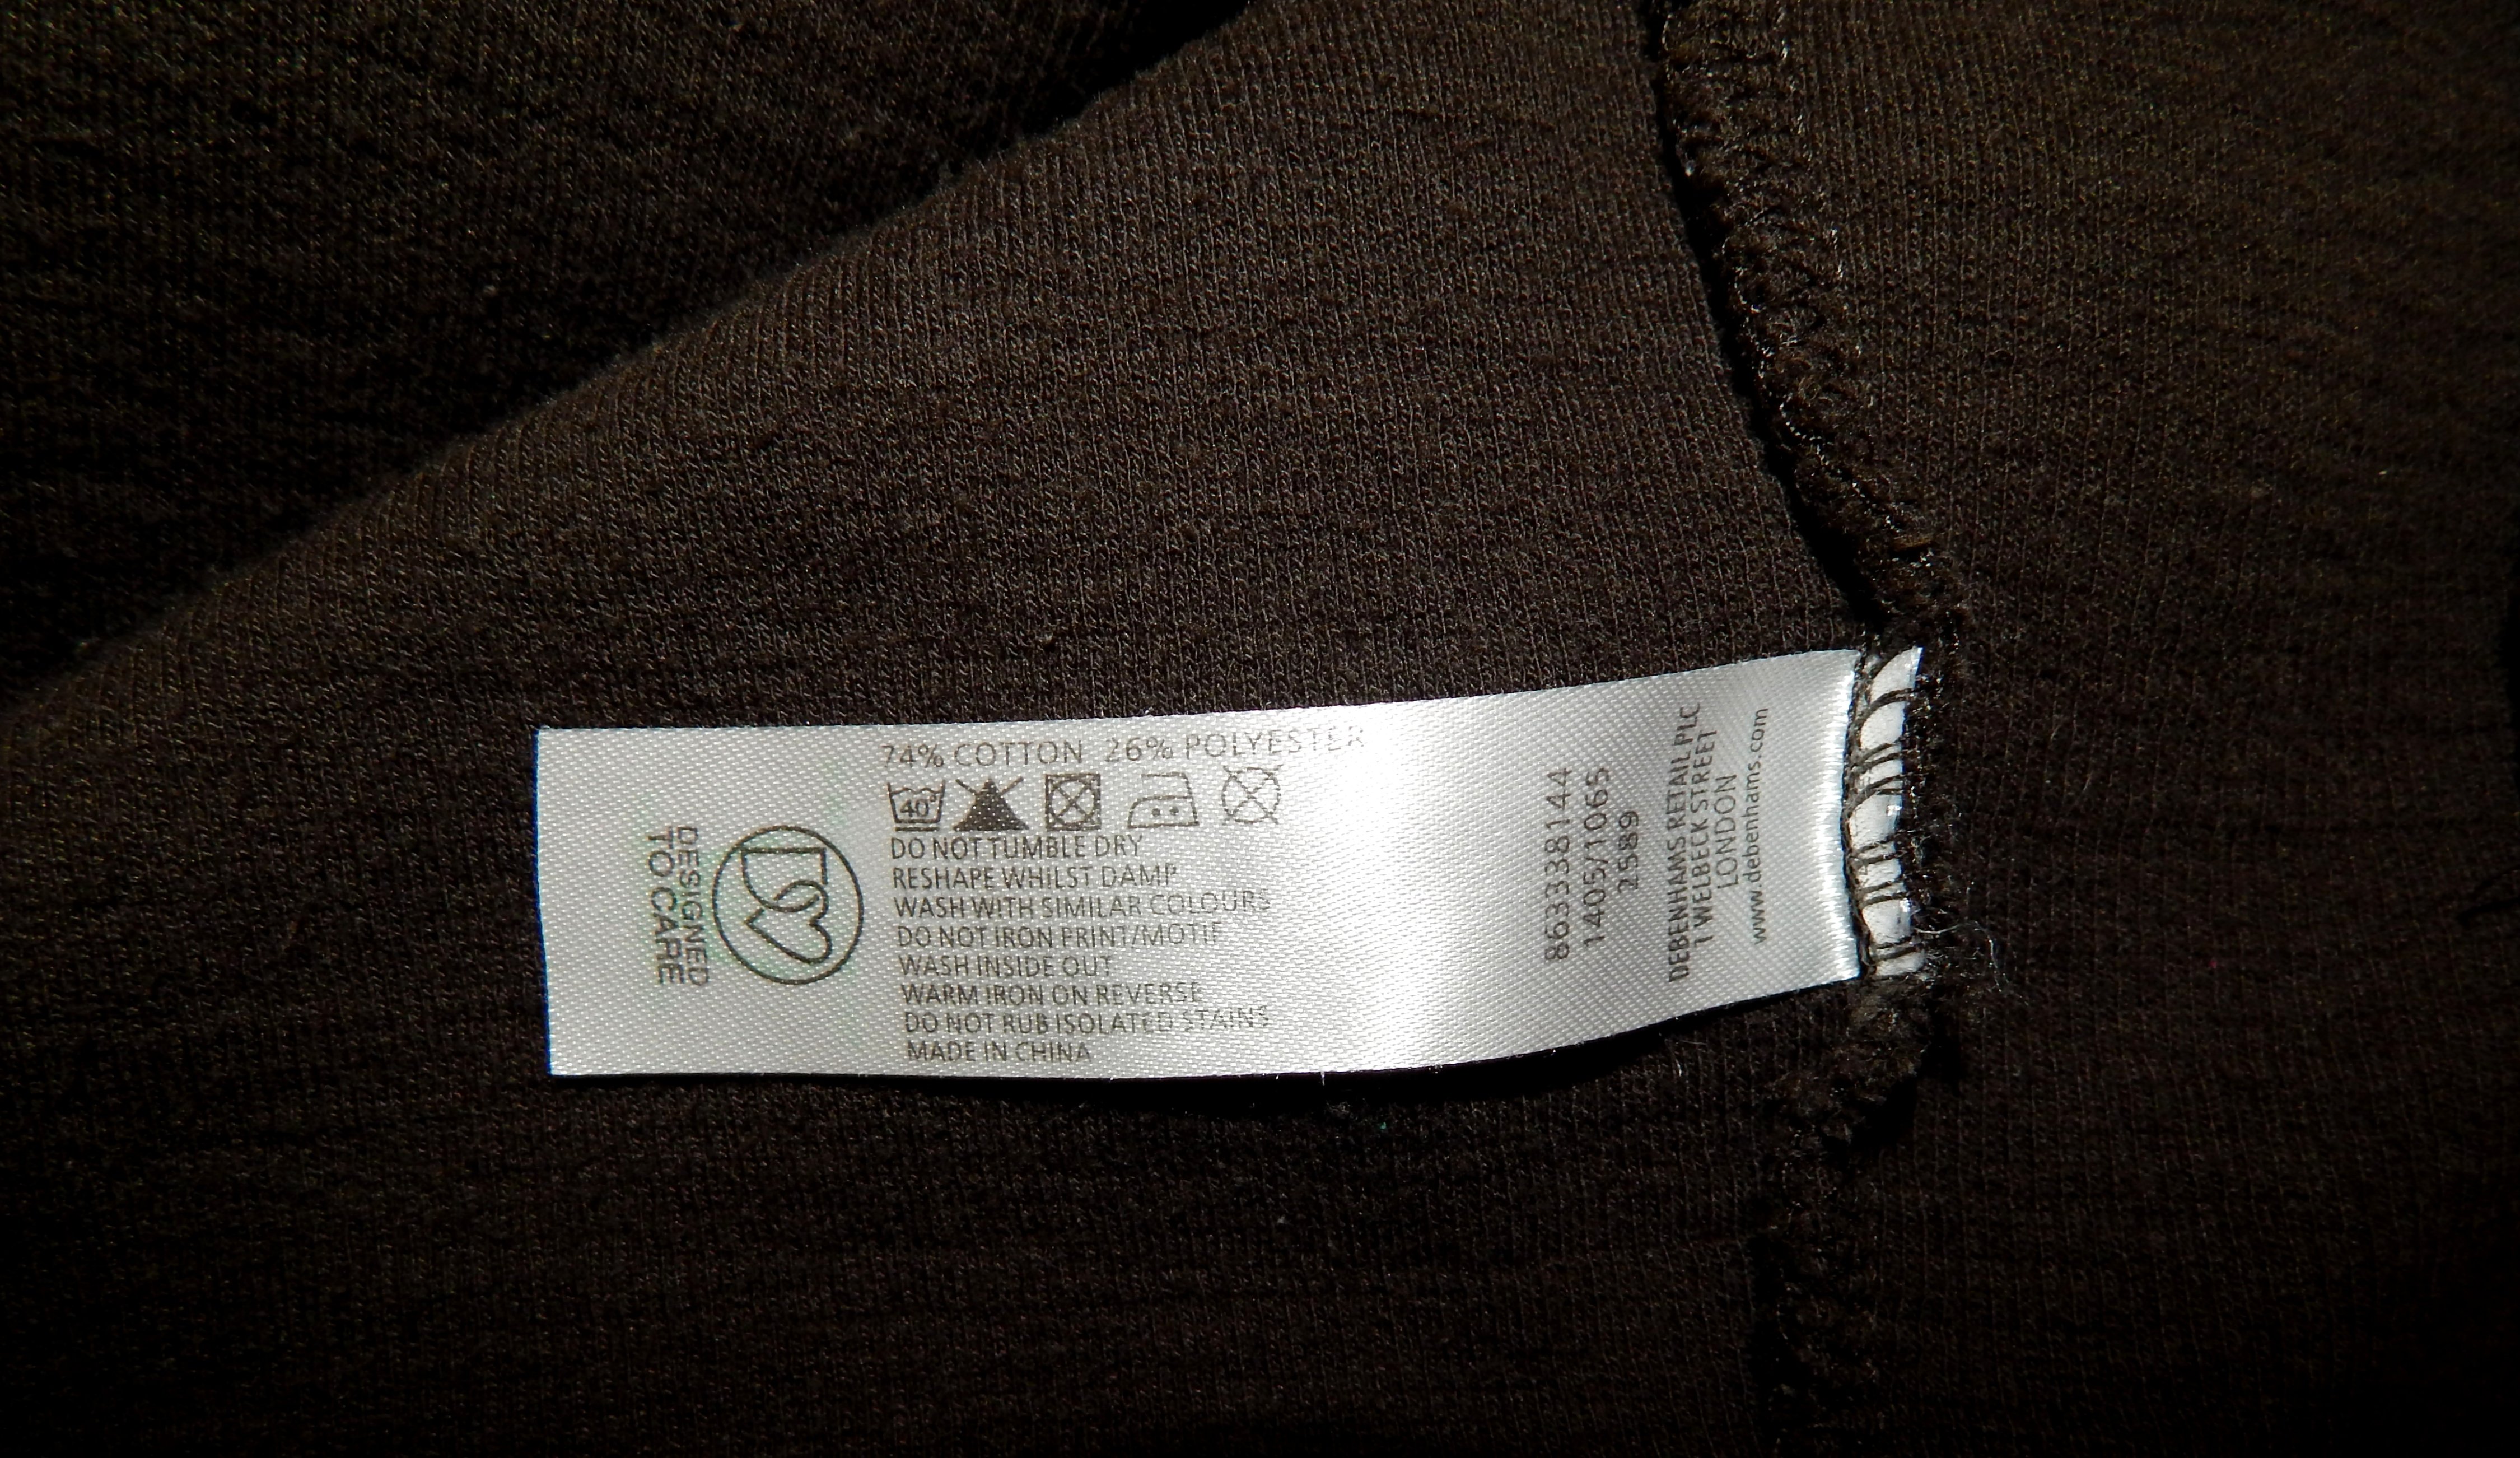 74% COTTON 26% POLYESTER
40°
DO NOT TUMBLE DRY
RESHAPE WHILST DAMP
WASH WITH SIMILAR COLOURS
DO NOT IRON PRINT/MOTIF
WASH INSIDE OUT
WARM IRON ON REVERSE
DO NOT RUB ISOLATED STAINS
MADE IN CHINA
DESIGNED
TO CARE
863338144
1405/1065
2589
DEBENHAMS RETAIL PLC
1 WELBECK STREET
LONDON
www.debenhams.com